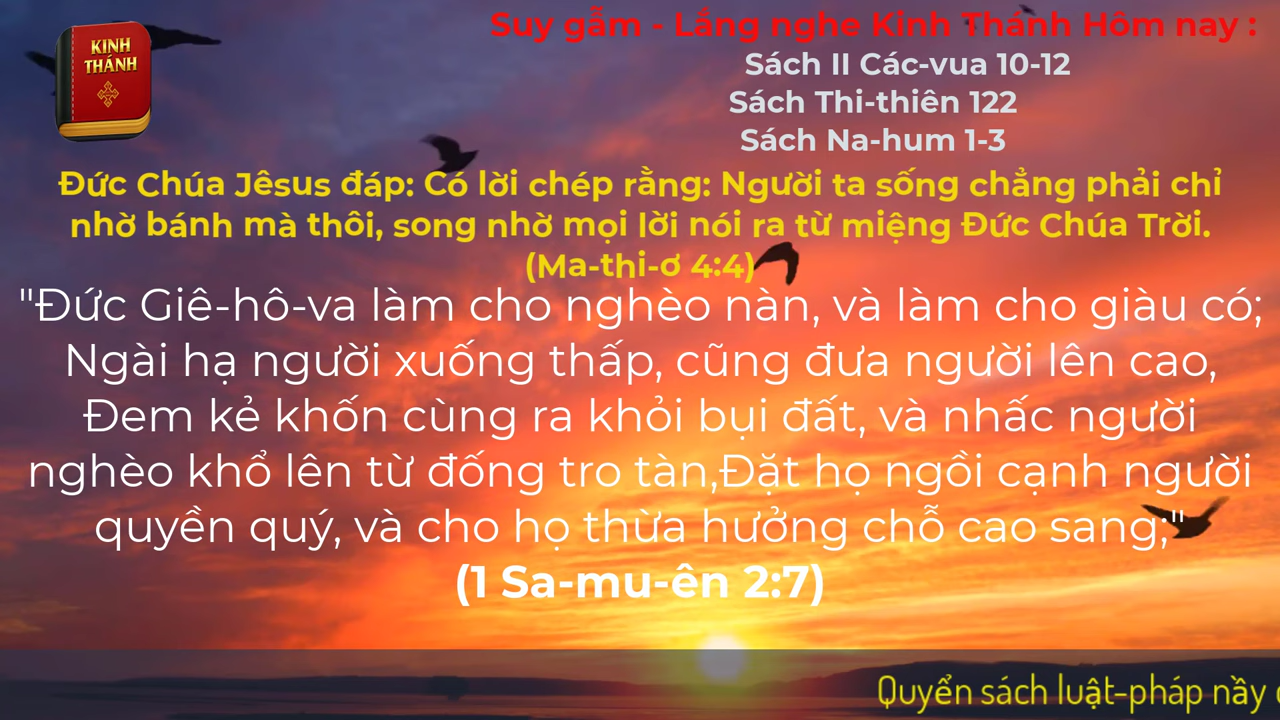 KINH
THÁNH
Suy gẫm - Lắng nghe Kinh Thánh Hôm nay :
Sách II Các-vua 10-12
Sách Thi-thiên 122
Sách Na-hum 1-3
Đức Chúa Jêsus đáp: Có lời chép rằng: Người ta sống chẳng phải chỉ
nhờ bánh mà thôi, song nhờ mọi lời nói ra từ miệng Đức Chúa Trời.
(Ma-thi-ơ 4:4)
"Đức Giê-hô-va làm cho nghèo nàn, và làm cho giàu có;
Ngài hạ người xuống thấp, cũng đưa người lên cao,
Đem kẻ khốn cùng ra khỏi bụi đất, và nhấc người
nghèo khổ lên từ đống tro tàn,Đặt họ ngồi cạnh người
quyền quý, và cho họ thừa hưởng chỗ cao sang;"
(1 Sa-mu-ên 2:7)
Quyển sách luật-pháp nầy